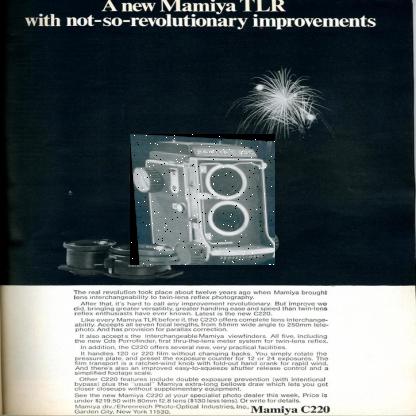 A new Mamiya TLR
with not-so-revolutionary improvements
The real revolution took place about twelve years ago when Mamiya brought
lens interchangeability to twin-lens reflex photography.
After that, it's hard to call any improvement revolutionary. But improve we
did, bringing greater versatility, greater handling ease and speed than twin-lens
reflex enthusiasts have ever known. Latest is the new C220.
Like every Mamiya TLR before it, the C220 offers complete lens interchange-
ability. Accepts all seven focal lengths, from 55mm wide angle to 250mm tele-
photo. And has provision for parallax correction.
It also accepts the interchangeable Mamiya viewfinders. All five, including
the new Cds Porrofinder, first thru-the-lens meter system for twin-lens reflex.
In addition, the C220 offers several new, truly practical facilities.
It handles 120 or 220 film without changing backs. You simply rotate the
pressure plate, and preset the exposure counter for 12 or 24 exposures. The
film transport is a ratchet-wind knob with fold-out hand crank for rapid wind.
And there's also an improved easy-to-squeeze shutter release control and a
simplified footage scale.
Other C220 features include double exposure prevention (with intentional
bypass) plus the "usual" Mamiya extra-long bellows draw which lets you get
closer closeups without supplementary equipment.
See the new Mamiya C220 at your specialist photo dealer this week. Price is
under $219.50 with 80mm f2.8 lens ($130 less lens). Or write for details.
Mamiya div./Ehrenreich Photo-Optical Industries, Inc.,
Garden City, New York 11530.
Mamiya C220